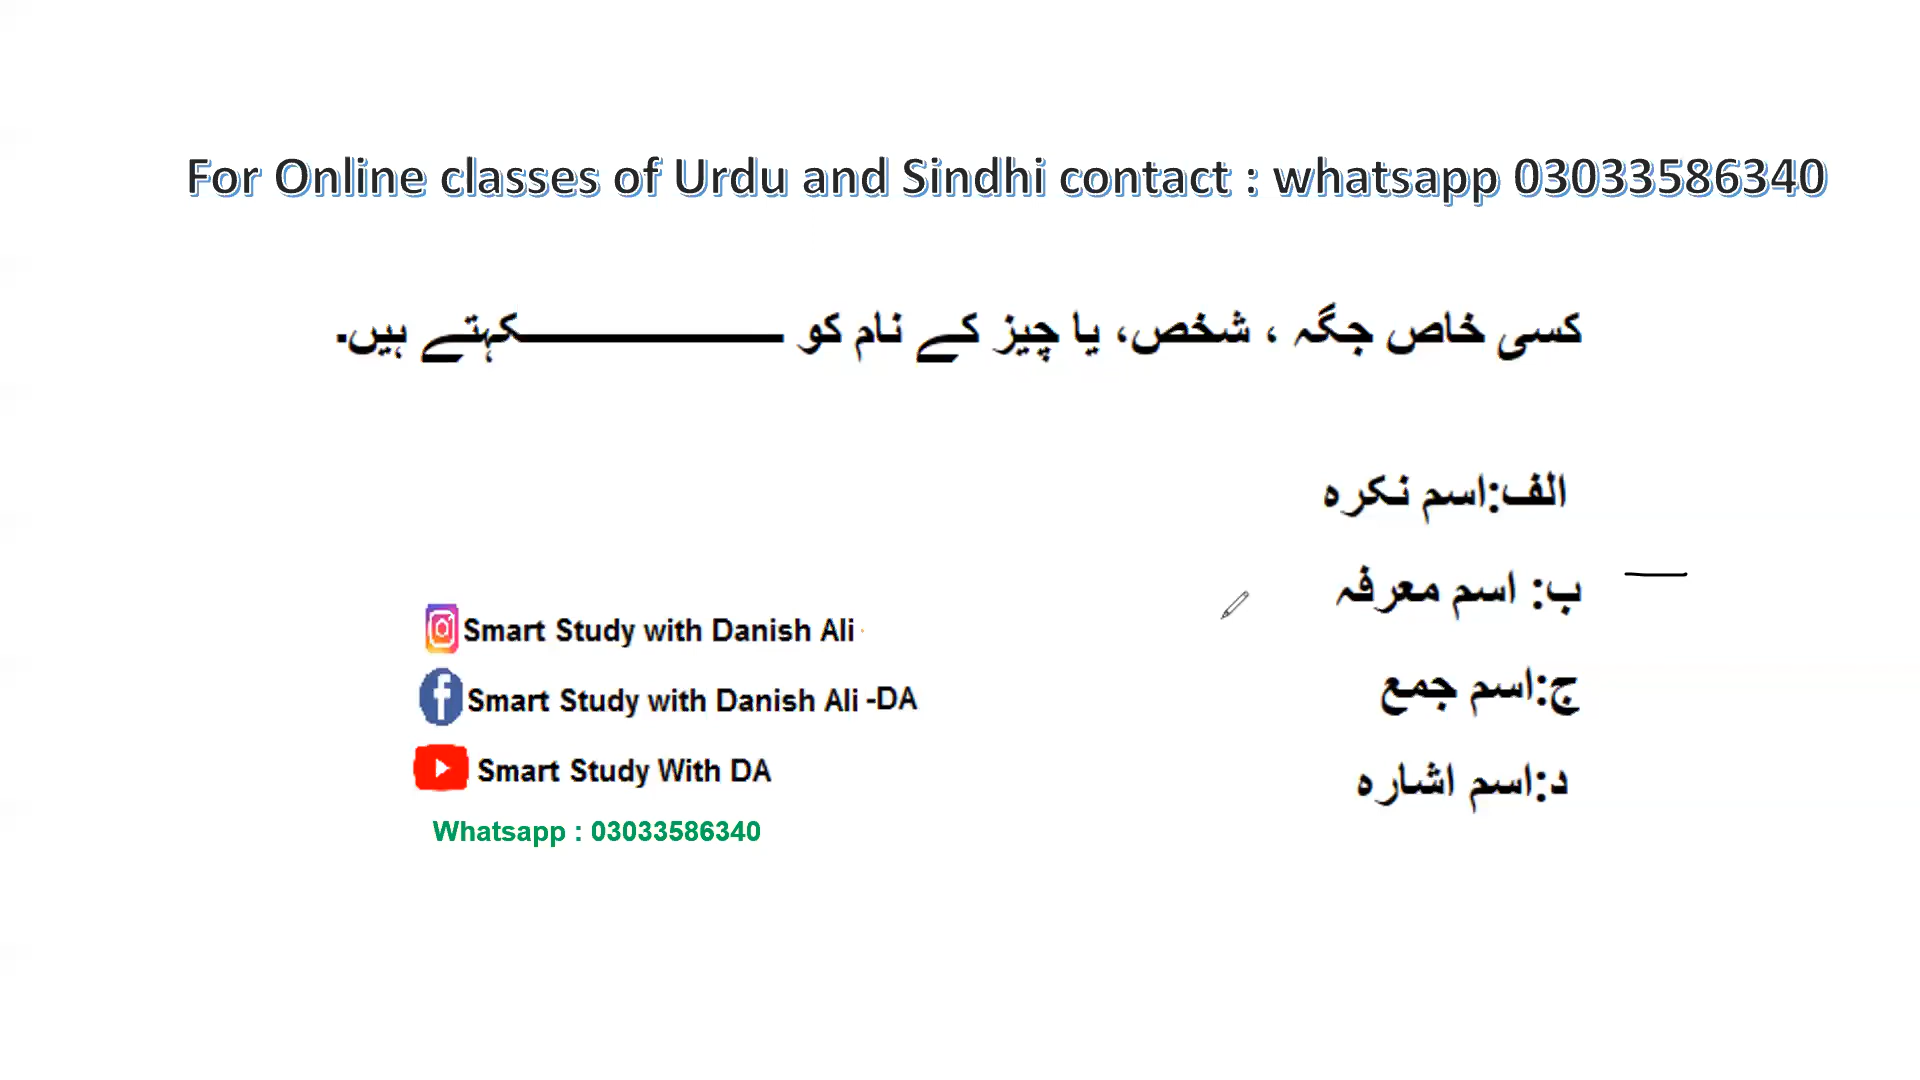 For Online classes of Urdu and Sindhi contact : whatsapp 03033586340
کسی خاص جگہ ، شخص، یا چیز کے نام کو ــــــــــــــــــــــــکہتے ہیں۔
الف:اسم نکرہ
ب: اسم معرفہ
ج:اسم جمع
د:اسم اشارہ
Smart Study with Danish Ali
Smart Study with Danish Ali -DA
Smart Study With DA
Whatsapp : 03033586340